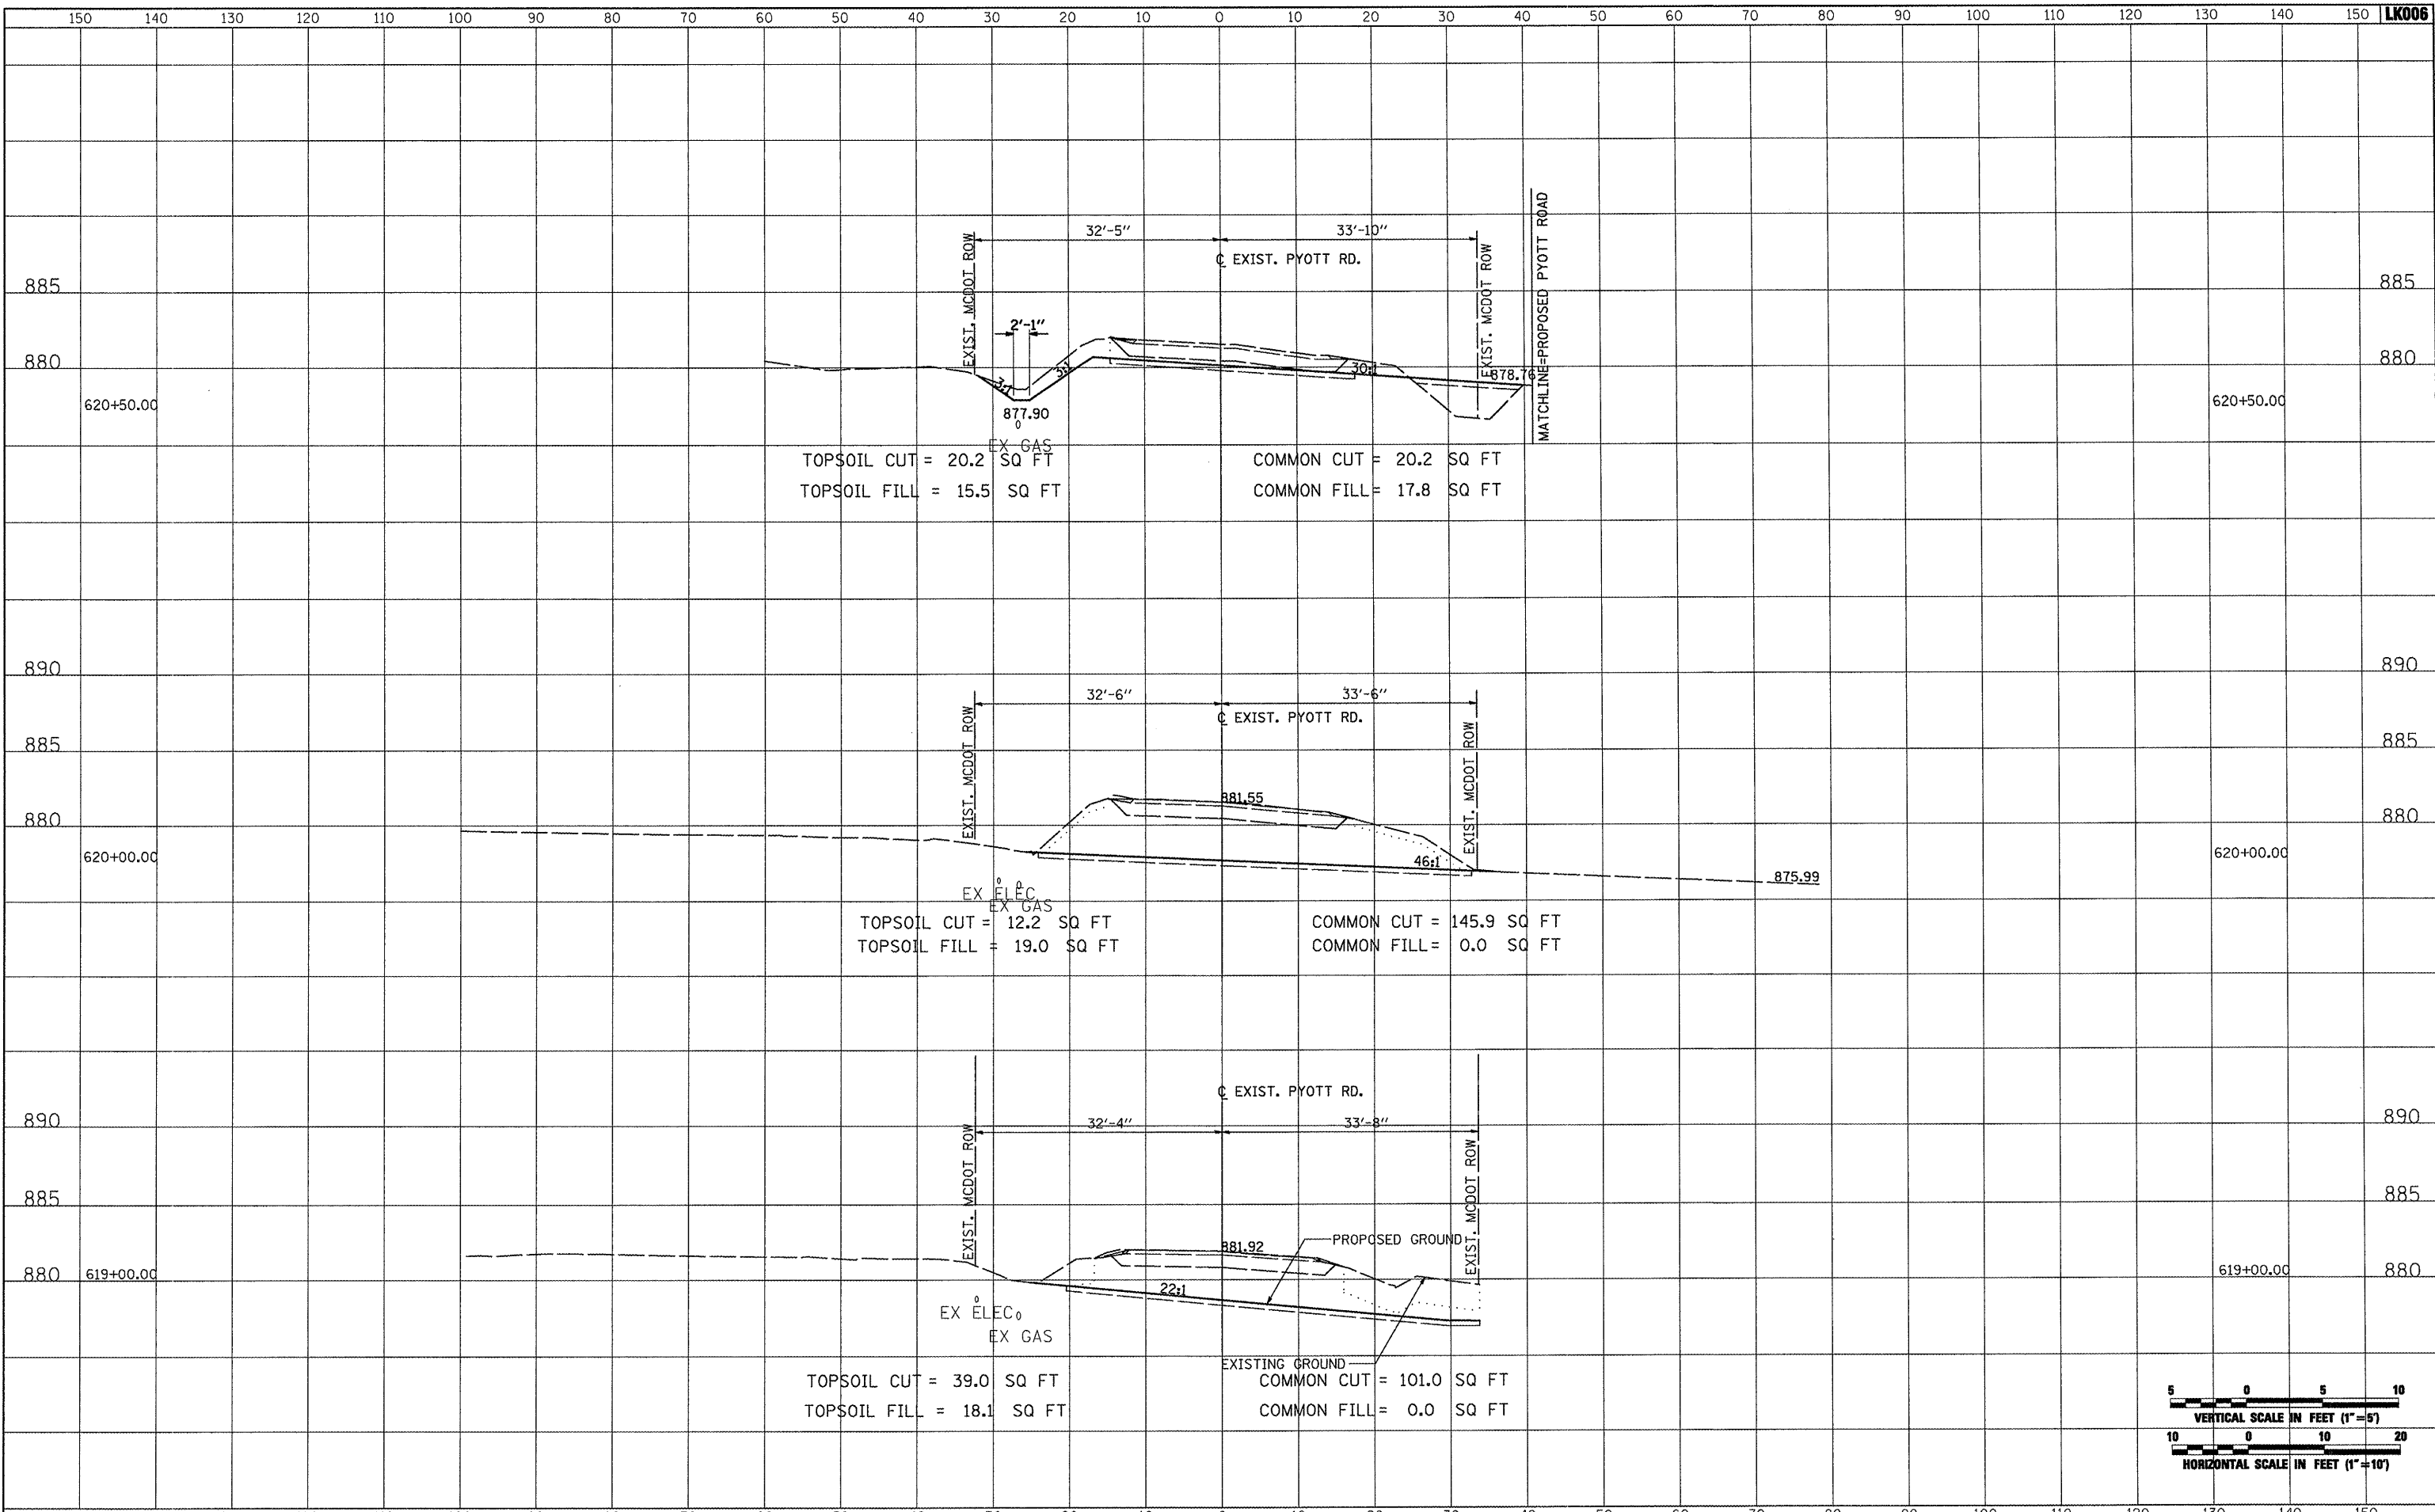 150 140 130 120 110 100 90 80 70 60 50 40 30 20 10 0 10 20 30 40 50 60 70 80 90 100 110 120 130 140 150 LK006
EXIST. MCDOT ROW
32'-5"
33'-10"
℄ EXIST. PYOTT RD.
EXIST. MCDOT ROW
MATCHLINE=PROPOSED PYOTT ROAD
885
885
2'-1"
880
880
3:1
3:1
30:1
878.76
620+50.00
877.90
620+50.00
EX GAS
TOPSOIL CUT = 20.2 SQ FT
COMMON CUT = 20.2 SQ FT
TOPSOIL FILL = 15.5 SQ FT
COMMON FILL= 17.8 SQ FT
890
890
EXIST. MCDOT ROW
32'-6"
33'-6"
℄ EXIST. PYOTT RD.
EXIST. MCDOT ROW
885
885
881.55
880
880
620+00.00
46:1
620+00.00
875.99
EX ELEC
EX GAS
TOPSOIL CUT = 12.2 SQ FT
COMMON CUT = 145.9 SQ FT
TOPSOIL FILL = 19.0 SQ FT
COMMON FILL= 0.0 SQ FT
℄ EXIST. PYOTT RD.
890
890
EXIST. MCDOT ROW
32'-4"
33'-8"
EXIST. MCDOT ROW
885
885
881.92
PROPOSED GROUND
880
619+00.00
619+00.00
880
22:1
EX ELEC
EX GAS
EXISTING GROUND
TOPSOIL CUT = 39.0 SQ FT
COMMON CUT = 101.0 SQ FT
TOPSOIL FILL = 18.1 SQ FT
COMMON FILL= 0.0 SQ FT
5 0 5 10
VERTICAL SCALE IN FEET (1"=5')
10 0 10 20
HORIZONTAL SCALE IN FEET (1"=10')